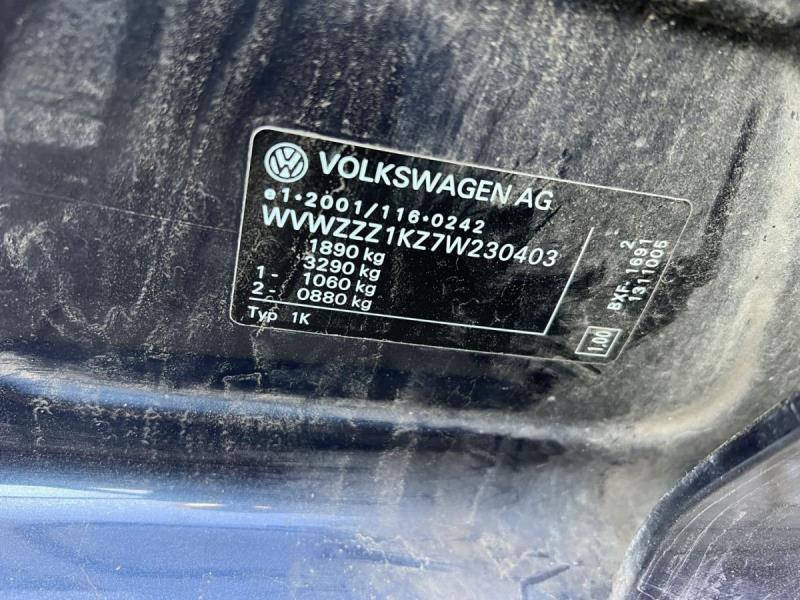 VOLKSWAGEN AG
e1*2001/116*0242
WVWZZZ1KZ7W230403
1890 kg
3290 kg
1- 1060 kg
2- 0880 kg
Typ 1K
1.00
BXF 1691 2
1311006